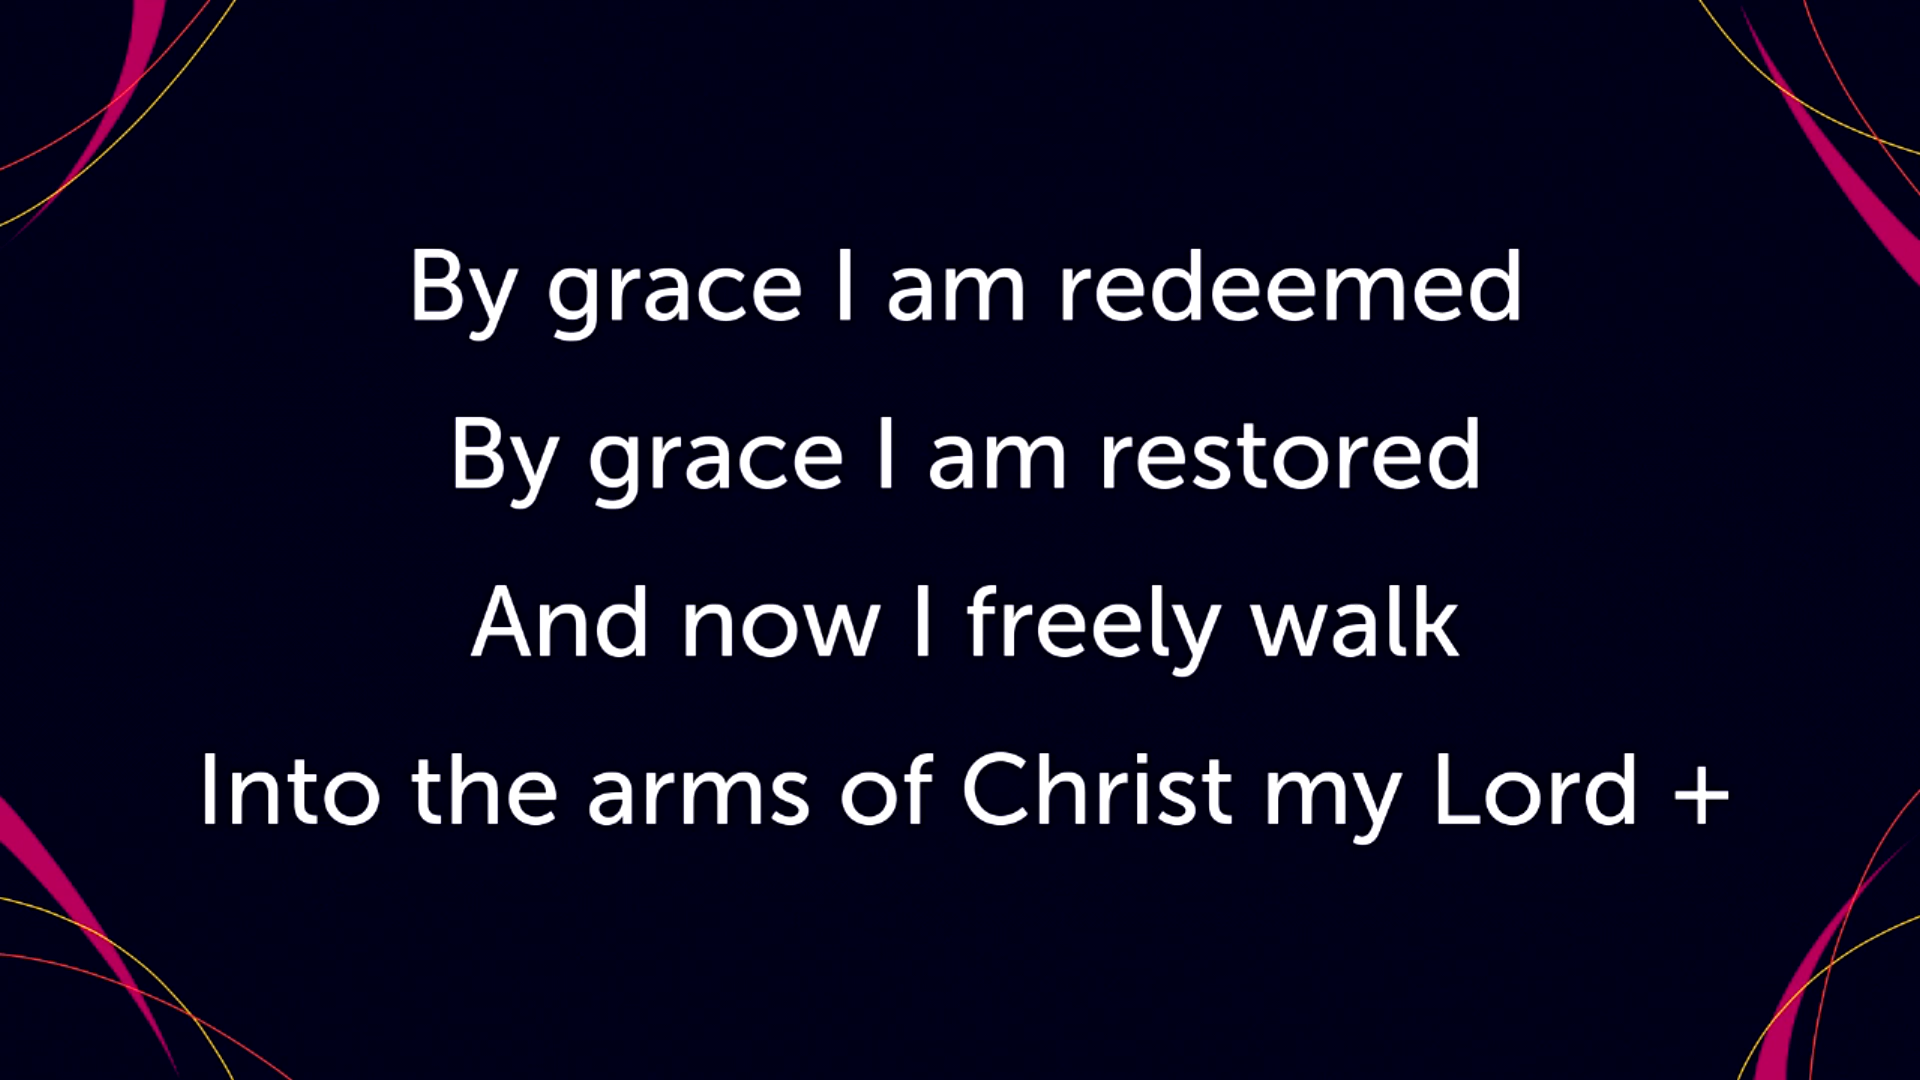 By grace I am redeemed
By grace I am restored
And now I freely walk
Into the arms of Christ my Lord +